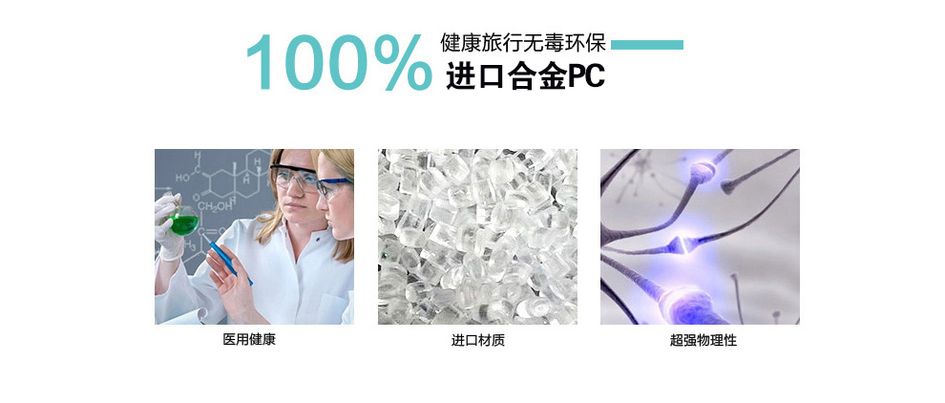 100%
健康旅行无毒环保
进口合金PC
HO
O
CH₂OH
H
H
H
C=C
医用健康
进口材质
超强物理性